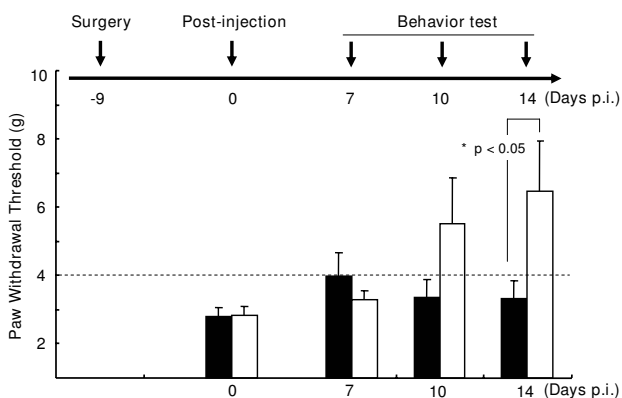 Surgery Post-injection Behavior test
10
-9 0 7 10 14 (Days p.i.)
8
* p < 0.05
6
4
2
Paw Withdrawal Threshold (g)
0 7 10 14 (Days p.i.)